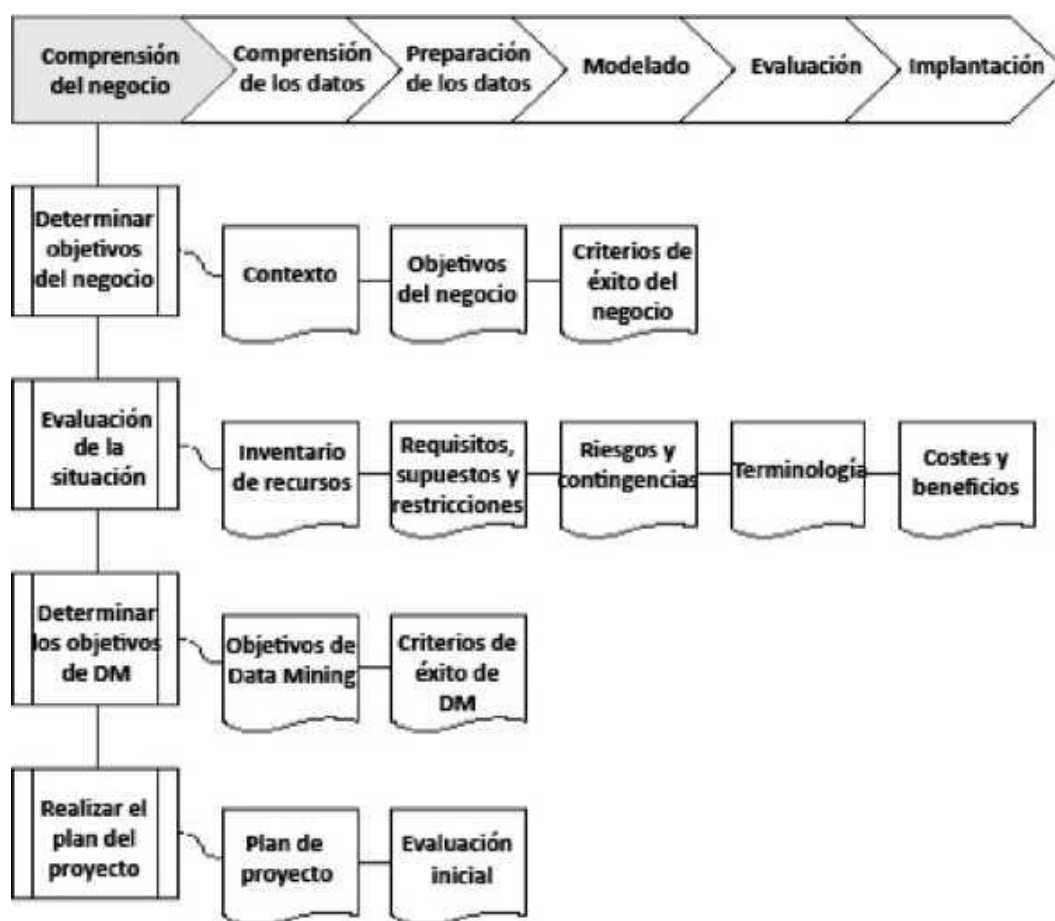 Comprensión
del negocio
Comprensión
de los datos
Preparación
de los datos
Modelado
Evaluación
Implantación
Determinar
objetivos
del negocio
Contexto
Objetivos
del negocio
Criterios de
éxito del
negocio
Evaluación
de la
situación
Inventario
de recursos
Requisitos,
supuestos y
restricciones
Riesgos y
contingencias
Terminología
Costes y
beneficios
Determinar
los objetivos
de DM
Objetivos de
Data Mining
Criterios de
éxito de
DM
Realizar el
plan del
proyecto
Plan de
proyecto
Evaluación
inicial